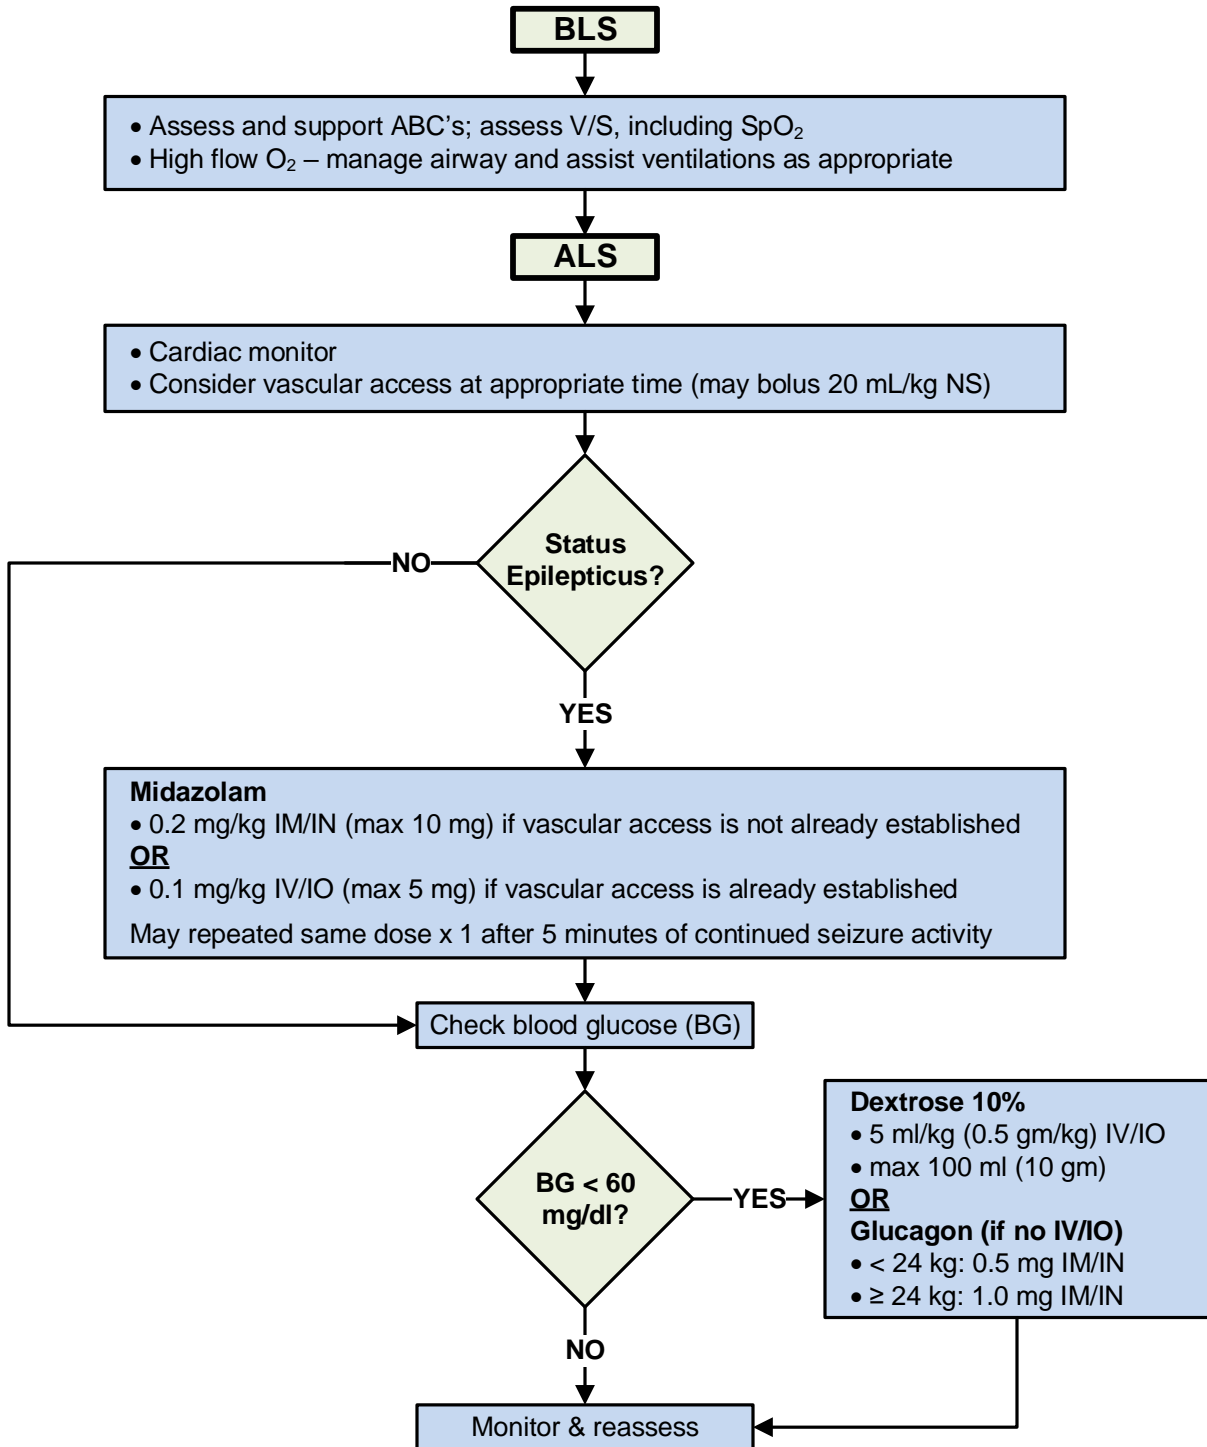 BLS
• Assess and support ABC’s; assess V/S, including SpO₂
• High flow O₂ – manage airway and assist ventilations as appropriate
ALS
• Cardiac monitor
• Consider vascular access at appropriate time (may bolus 20 mL/kg NS)
Status
Epilepticus?
NO
YES
Midazolam
• 0.2 mg/kg IM/IN (max 10 mg) if vascular access is not already established
OR
• 0.1 mg/kg IV/IO (max 5 mg) if vascular access is already established
May repeated same dose x 1 after 5 minutes of continued seizure activity
Check blood glucose (BG)
BG < 60
mg/dl?
YES
Dextrose 10%
• 5 ml/kg (0.5 gm/kg) IV/IO
• max 100 ml (10 gm)
OR
Glucagon (if no IV/IO)
• < 24 kg: 0.5 mg IM/IN
• ≥ 24 kg: 1.0 mg IM/IN
NO
Monitor & reassess